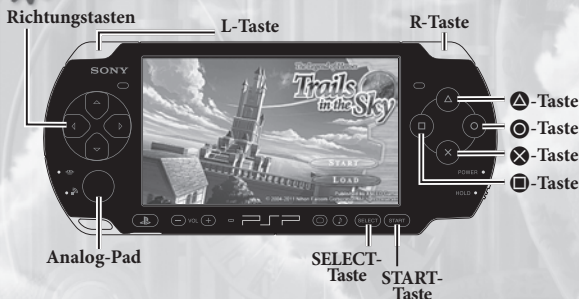 Richtungstasten
L-Taste
R-Taste
SONY
The Legend of Heroes
Trails
in the Sky
START
LOAD
△-Taste
○-Taste
✕-Taste
□-Taste
POWER
HOLD
VOL
PSP
SELECT
START
Analog-Pad
SELECT-
Taste
START-
Taste